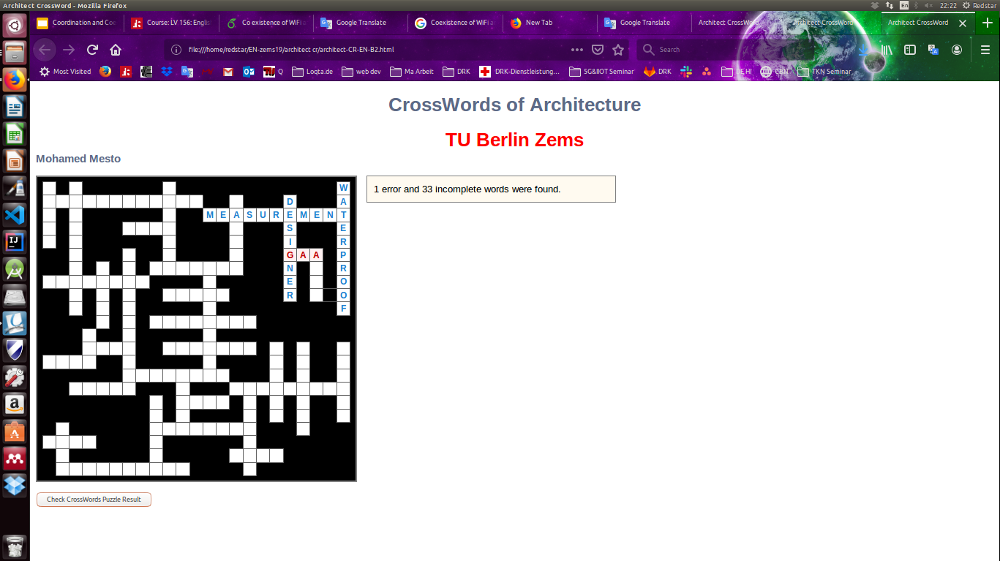 Architect CrossWord - Mozilla Firefox
En 22:22 Redstar
Coordination and Coe
Course: LV 156: Englis
Co existence of WiFi a
Google Translate
Coexistence of WiFi a
New Tab
Google Translate
Architect CrossWord
Architect CrossWord
Architect CrossWord
file:///home/redstar/EN-zems19/architect cr/architect-CR-EN-B2.html
Search
Most Visited
Q
Loqta.de
web dev
Ma Arbeit
DRK
DRK-Dienstleistung...
5G&IIOT Seminar
DRK
DE HI
CBN
TKN Seminar
CrossWords of Architecture
TU Berlin Zems
Mohamed Mesto
1 error and 33 incomplete words were found.
W
D A
M E A S U R E M E N T
S E
I R
G A A P
N R
E O
R O
F
Check CrossWords Puzzle Result